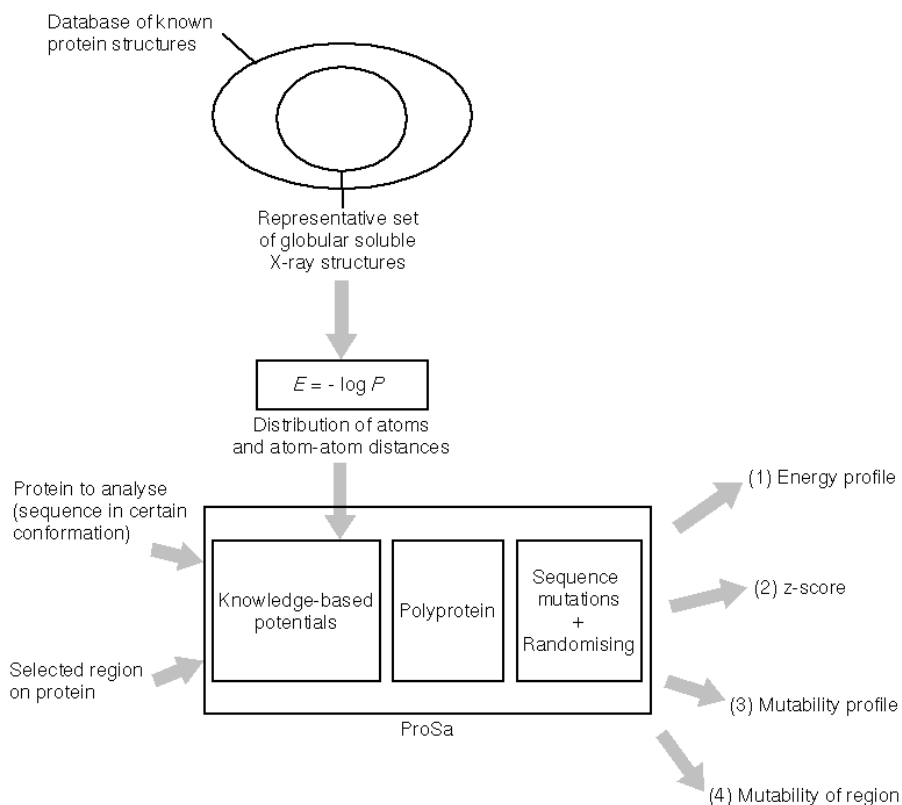 Database of known
protein structures
Representative set
of globular soluble
X-ray structures
E = - log P
Distribution of atoms
and atom-atom distances
Protein to analyse
(sequence in certain
conformation)
Selected region
on protein
Knowledge-based
potentials
Polyprotein
Sequence
mutations
+
Randomising
ProSa
(1) Energy profile
(2) z-score
(3) Mutability profile
(4) Mutability of region